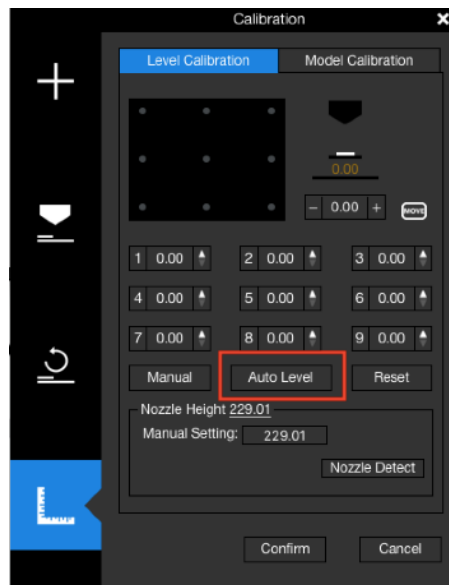 Calibration
Level Calibration Model Calibration
0.00
- 0.00 + MOVE
1 0.00 2 0.00 3 0.00
4 0.00 5 0.00 6 0.00
7 0.00 8 0.00 9 0.00
Manual Auto Level Reset
Nozzle Height 229.01
Manual Setting: 229.01
Nozzle Detect
Confirm Cancel